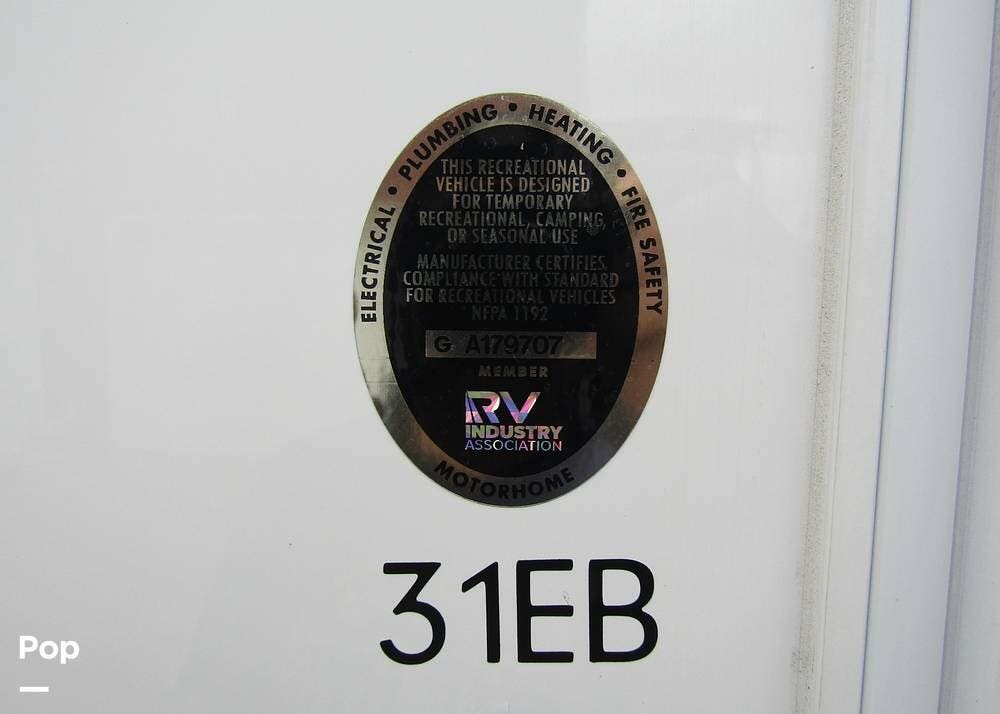 ELECTRICAL • PLUMBING • HEATING • FIRE SAFETY
THIS RECREATIONAL
VEHICLE IS DESIGNED
FOR TEMPORARY
RECREATIONAL, CAMPING,
OR SEASONAL USE
MANUFACTURER CERTIFIES
COMPLIANCE WITH STANDARD
FOR RECREATIONAL VEHICLES
NFPA 1192
G A179707
MEMBER
RV
INDUSTRY
ASSOCIATION
MOTORHOME
31EB
Pop